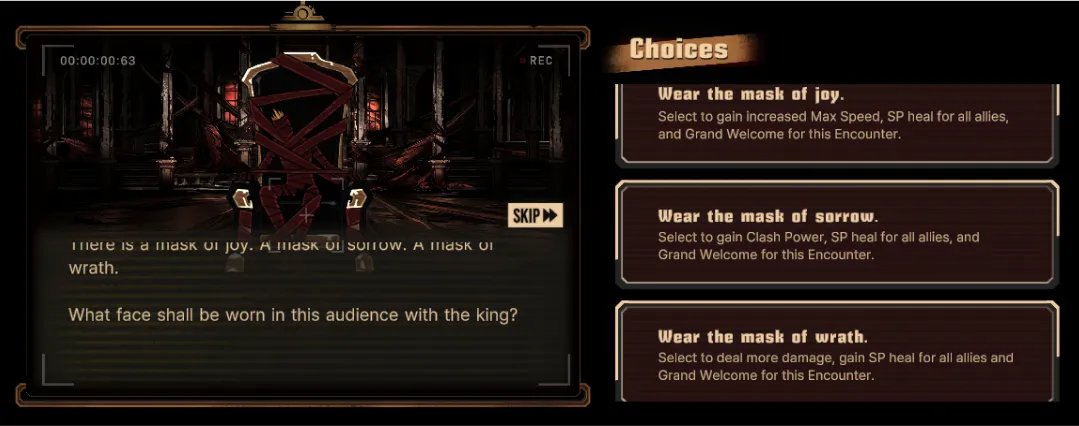 00:00:00:63
REC
SKIP
There is a mask of joy. A mask of sorrow. A mask of
wrath.
What face shall be worn in this audience with the king?
Choices
Wear the mask of joy.
Select to gain increased Max Speed, SP heal for all allies,
and Grand Welcome for this Encounter.
Wear the mask of sorrow.
Select to gain Clash Power, SP heal for all allies, and
Grand Welcome for this Encounter.
Wear the mask of wrath.
Select to deal more damage, gain SP heal for all allies and
Grand Welcome for this Encounter.